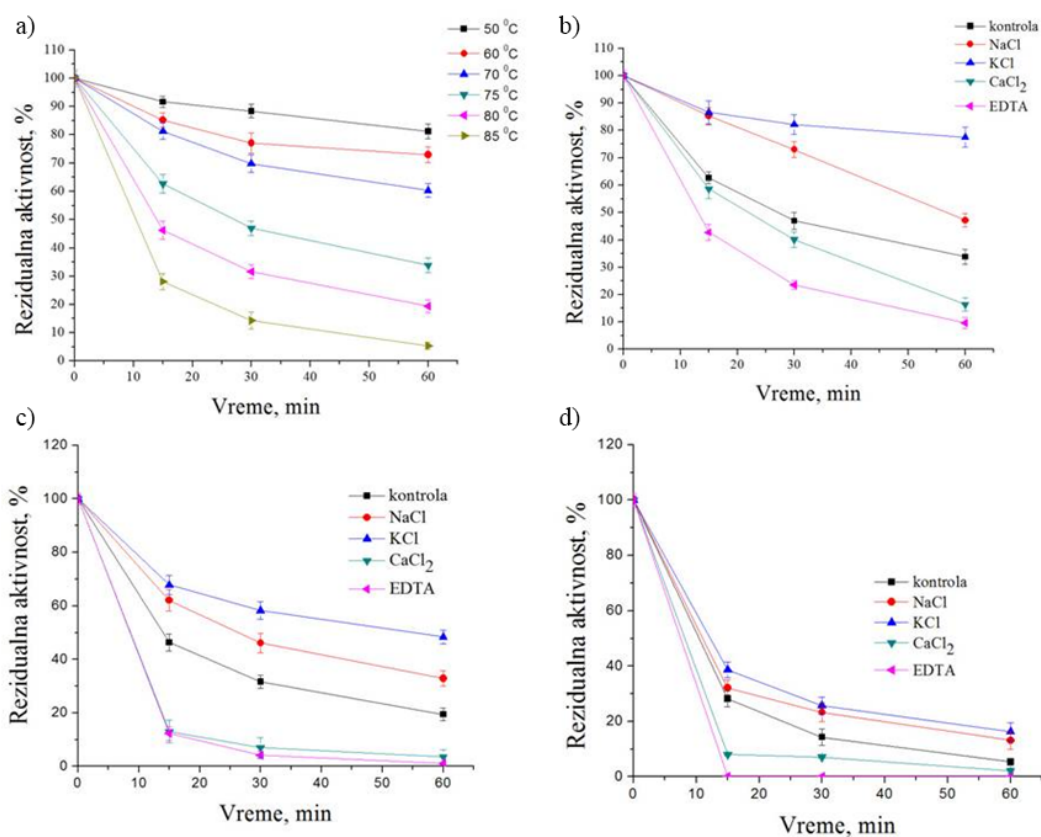 a)
50 °C
60 °C
70 °C
75 °C
80 °C
85 °C
110
100
90
80
70
60
50
40
30
20
10
0
0 10 20 30 40 50 60
Rezidualna aktivnost, %
Vreme, min
b)
kontrola
NaCl
KCl
CaCl₂
EDTA
110
100
90
80
70
60
50
40
30
20
10
0
0 10 20 30 40 50 60
Rezidualna aktivnost, %
Vreme, min
c)
kontrola
NaCl
KCl
CaCl₂
EDTA
120
100
80
60
40
20
0
0 10 20 30 40 50 60
Rezidualna aktivnost, %
Vreme, min
d)
kontrola
NaCl
KCl
CaCl₂
EDTA
120
100
80
60
40
20
0
0 10 20 30 40 50 60
Rezidualna aktivnost, %
Vreme, min